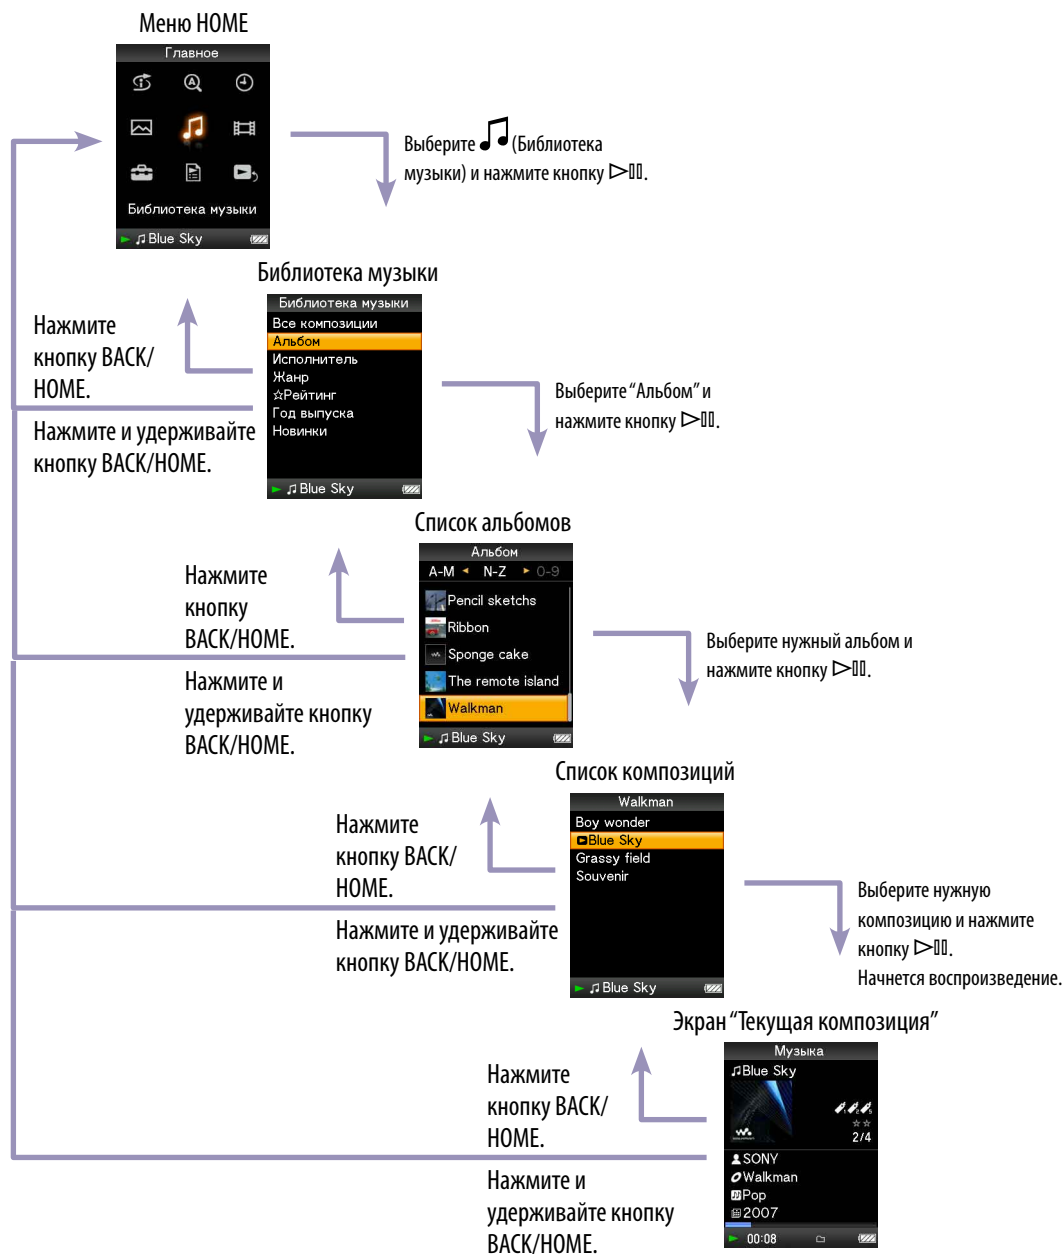 Меню HOME
Главное
Библиотека музыки
Blue Sky
Выберите (Библиотека
музыки) и нажмите кнопку .
Библиотека музыки
Библиотека музыки
Все композиции
Альбом
Исполнитель
Жанр
☆Рейтинг
Год выпуска
Новинки
Blue Sky
Нажмите
кнопку BACK/
HOME.
Нажмите и удерживайте
кнопку BACK/HOME.
Выберите “Альбом” и
нажмите кнопку .
Список альбомов
Альбом
A-M N-Z 0-9
Pencil sketchs
Ribbon
Sponge cake
The remote island
Walkman
Blue Sky
Нажмите
кнопку
BACK/HOME.
Нажмите и
удерживайте кнопку
BACK/HOME.
Выберите нужный альбом и
нажмите кнопку .
Список композиций
Walkman
Boy wonder
Blue Sky
Grassy field
Souvenir
Blue Sky
Нажмите
кнопку BACK/
HOME.
Нажмите и удерживайте
кнопку BACK/HOME.
Выберите нужную
композицию и нажмите
кнопку .
Начнется воспроизведение.
Экран “Текущая композиция”
Музыка
Blue Sky
☆☆
2/4
SONY
Walkman
Pop
2007
00:08
Нажмите
кнопку BACK/
HOME.
Нажмите и
удерживайте кнопку
BACK/HOME.